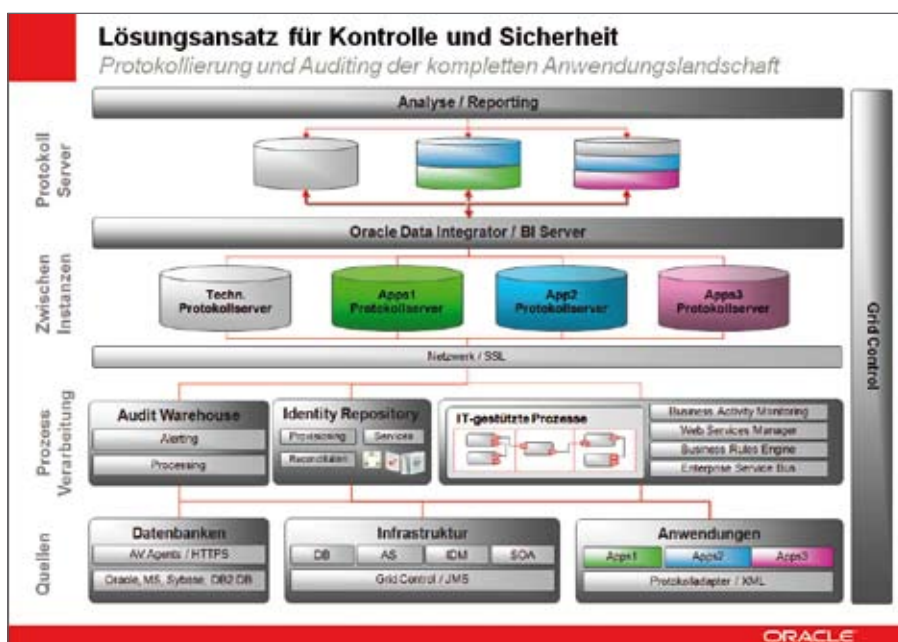 Lösungsansatz für Kontrolle und Sicherheit
Protokollierung und Auditing der kompletten Anwendungslandschaft
Analyse / Reporting
Protokoll
Server
Oracle Data Integrator / BI Server
Zwischen
Instanzen
Techn.
Protokollserver
Apps1
Protokollserver
App2
Protokollserver
Apps3
Protokollserver
Netzwerk / SSL
Grid Control
Prozess
Verarbeitung
Audit Warehouse
Alerting
Processing
Identity Repository
Provisioning
Services
Reconciliation
IT-gestützte Prozesse
Business Activity Monitoring
Web Services Manager
Business Rules Engine
Enterprise Service Bus
Quellen
Datenbanken
AV Agents / HTTPS
Oracle, MS, Sybase, DB2 DB
Infrastruktur
DB
AS
IDM
SOA
Grid Control / JMS
Anwendungen
Apps1
Apps2
Apps3
Protokolladapter / XML
ORACLE